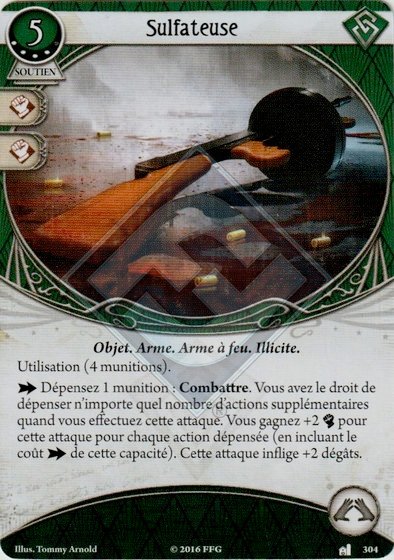 Sulfateuse
5
SOUTIEN
Objet. Arme. Arme à feu. Illicite.
Utilisation (4 munitions).
Dépensez 1 munition : Combattre. Vous avez le droit de
dépenser n'importe quel nombre d'actions supplémentaires
quand vous effectuez cette attaque. Vous gagnez +2 pour
cette attaque pour chaque action dépensée (en incluant le
coût de cette capacité). Cette attaque inflige +2 dégâts.
Illus. Tommy Arnold
© 2016 FFG
304